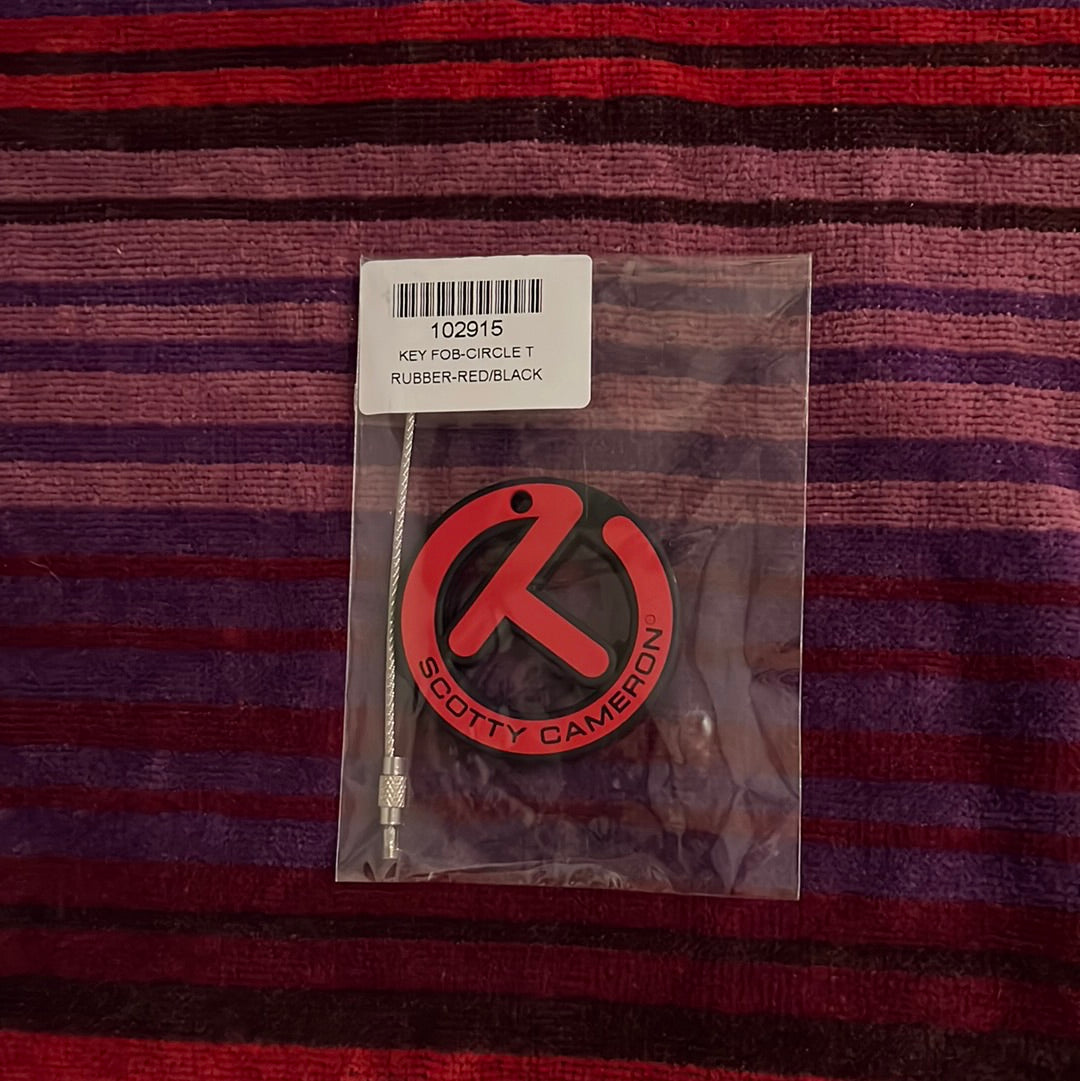 102915
KEY FOB-CIRCLE T
RUBBER-RED/BLACK
SCOTTY CAMERON©